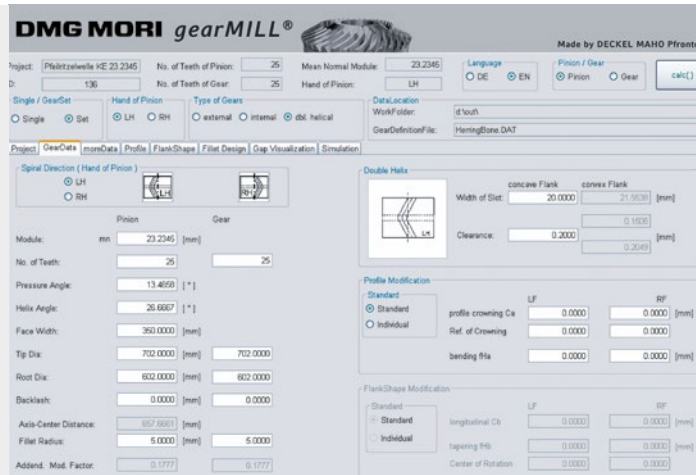 DMG MORI gearMILL®
Made by DECKEL MAHO Pfronte
Project: Pfeilritzelwelle KE 23.2345 No. of Teeth of Pinion: 25 Mean Normal Module: 23.2345 Language Pinion / Gear
D: 136 No. of Teeth of Gear: 25 Hand of Pinion: LH DE EN Pinion Gear calc()
Single / GearSet Hand of Pinion Type of Gears DataLocation
WorkFolder: d:\out\
Single Set LH RH external internal dbl. helical
GearDefinitionFile: HerringBone.DAT
Project GearData moreData Profile FlankShape Fillet Design Gap Visualization Simulation
Spiral Direction ( Hand of Pinion ) Double Helix
LH LH RH
RH
concave Flank convex Flank
Width of Slot: 20.0000 21.5538 [mm]
LH
0.1506
Clearance: 0.2000 [mm]
0.2049
Pinion Gear
Module: mn 23.2345 [mm]
No. of Teeth: 25 25
Pressure Angle: 13.4658 [°]
Helix Angle: 26.6667 [°]
Face Width: 350.0000 [mm]
Tip Dia: 702.0000 [mm] 702.0000
Root Dia: 602.0000 [mm] 602.0000
Backlash: 0.0000 [mm] 0.0000
Axis-Center Distance: 657.6661 [mm]
Fillet Radius: 5.0000 [mm] 5.0000
Addend. Mod. Factor: 0.1777 0.1777
Profile Modification
Standard LF RF
Standard profile crowning Ca 0.0000 0.0000 [mm]
Individual Ref. of Crowning 0.0000 0.0000
bending fHa 0.0000 0.0000 [mm]
FlankShape Modification
Standard LF RF
Standard longitudinal Cb 0.0000 0.0000 [mm]
Individual tapering fHb 0.0000 0.0000 [mm]
Center of Rotation 0.0000 0.0000